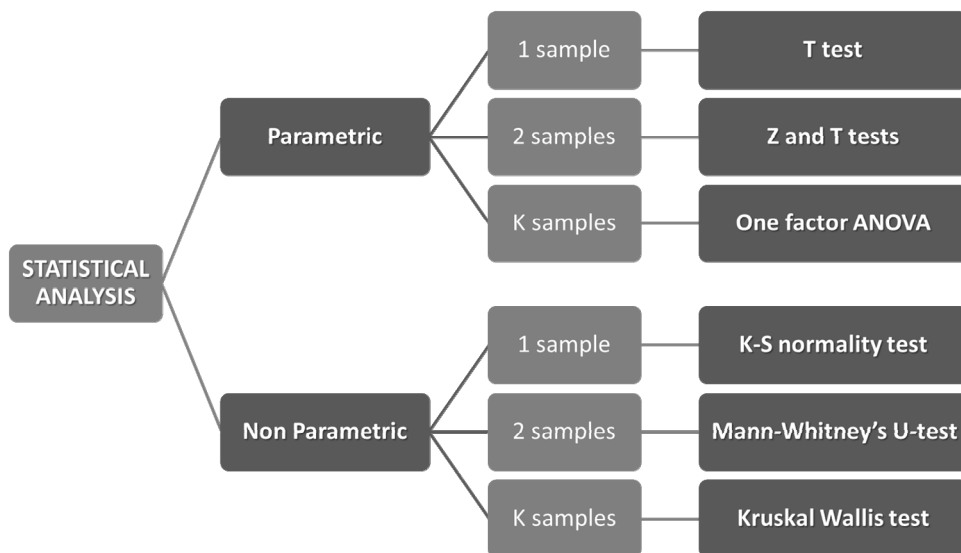 STATISTICAL
ANALYSIS
Parametric
1 sample
T test
2 samples
Z and T tests
K samples
One factor ANOVA
Non Parametric
1 sample
K-S normality test
2 samples
Mann-Whitney’s U-test
K samples
Kruskal Wallis test